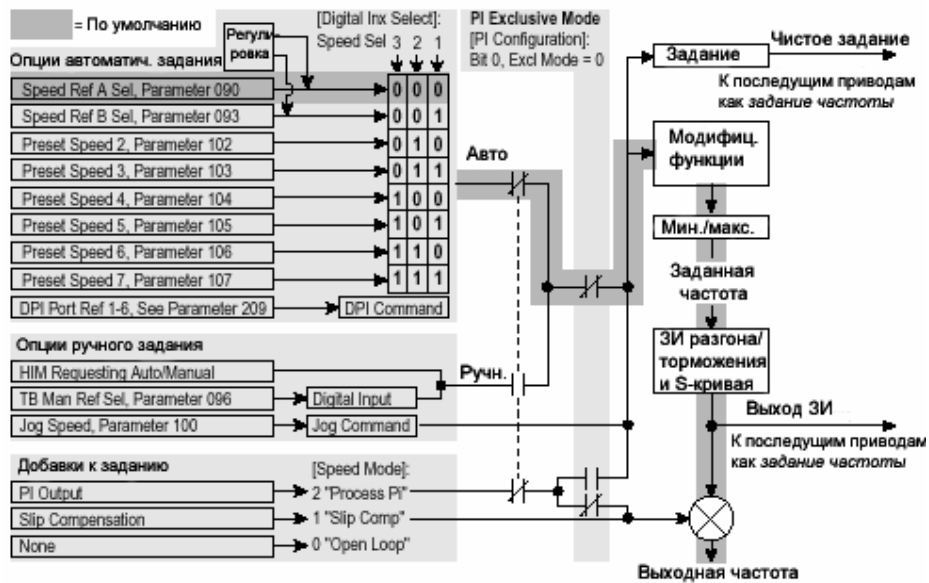 = По умолчанию
Регули
ровка
[Digital Inx Select]:
Speed Sel 3 2 1
PI Exclusive Mode
[PI Configuration]:
Bit 0, Excl Mode = 0
Опции автоматич. задания
Speed Ref A Sel, Parameter 090
0 0 0
Speed Ref B Sel, Parameter 093
0 0 1
Preset Speed 2, Parameter 102
0 1 0
Preset Speed 3, Parameter 103
0 1 1
Preset Speed 4, Parameter 104
1 0 0
Preset Speed 5, Parameter 105
1 0 1
Preset Speed 6, Parameter 106
1 1 0
Preset Speed 7, Parameter 107
1 1 1
DPI Port Ref 1-6, See Parameter 209
DPI Command
Авто
Задание
Чистое задание
К последущим приводам
как задание частоты
Модифиц.
функции
Мин./макс.
Заданная
частота
ЗИ разгона/
торможения
и S-кривая
Выход ЗИ
К последущим приводам
как задание частоты
Опции ручного задания
HIM Requesting Auto/Manual
TB Man Ref Sel, Parameter 096
Digital Input
Jog Speed, Parameter 100
Jog Command
Ручн.
Добавки к заданию
[Speed Mode]:
PI Output
2 "Process Pi"
Slip Compensation
1 "Slip Comp"
None
0 "Open Loop"
Выходная частота